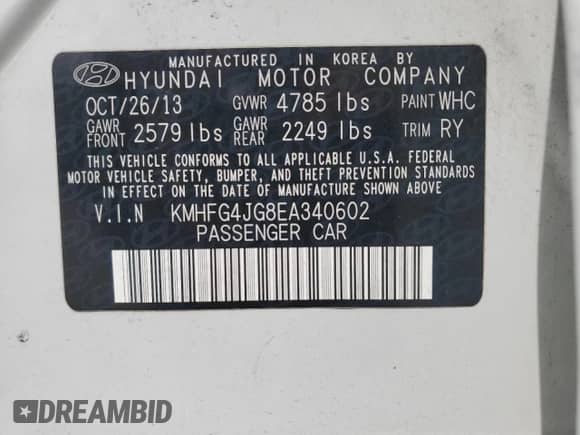 MANUFACTURED IN KOREA BY
HYUNDAI MOTOR COMPANY
OCT/26/13 GVWR 4785 lbs PAINT WHC
GAWR FRONT 2579 lbs GAWR REAR 2249 lbs TRIM RY
THIS VEHICLE CONFORMS TO ALL APPLICABLE U.S.A. FEDERAL
MOTOR VEHICLE SAFETY, BUMPER, AND THEFT PREVENTION STANDARDS
IN EFFECT ON THE DATE OF MANUFACTURE SHOWN ABOVE
V.I.N KMHFG4JG8EA340602
PASSENGER CAR
DREAMBID